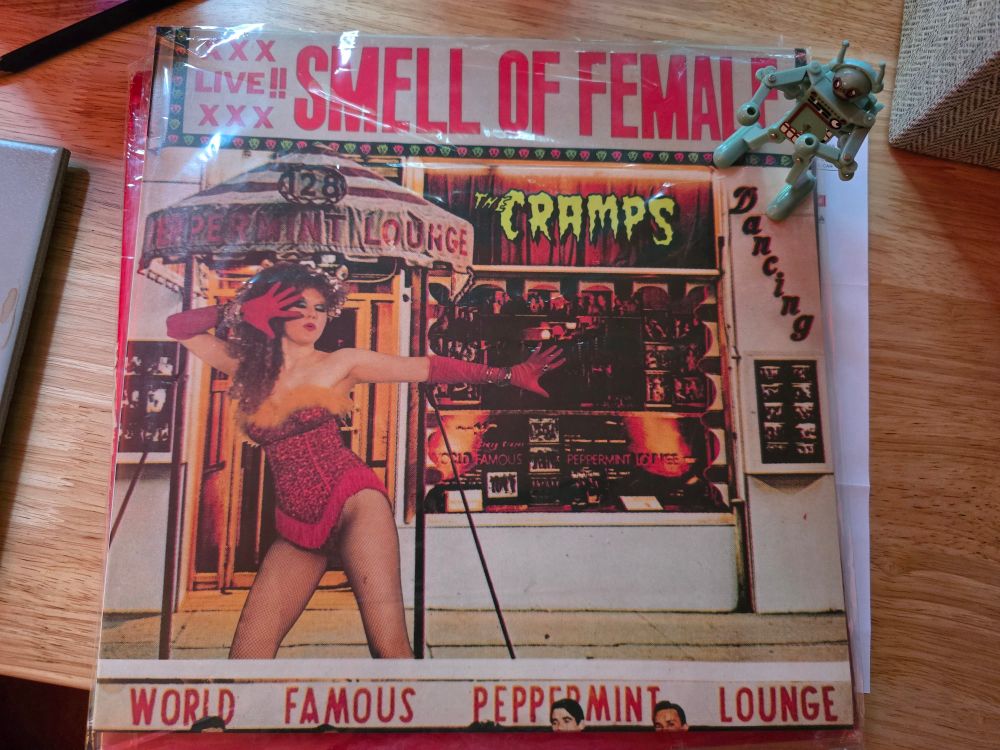 XXX
LIVE!!
XXX
SMELL OF FEMALE
128
PEPPERMINT LOUNGE
THE CRAMPS
Dancing
WORLD FAMOUS PEPPERMINT LOUNGE
WORLD FAMOUS PEPPERMINT LOUNGE